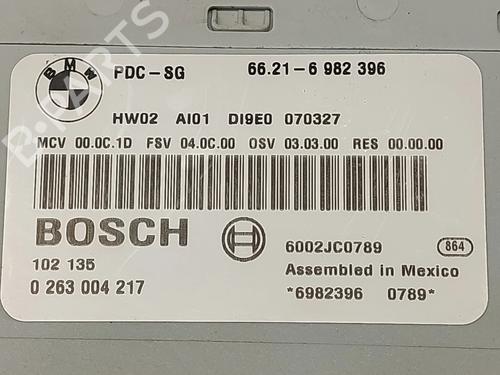 BMW
PDC-SG 66.21-6 982 396
HW02 AI01 DI9E0 070327
MCV 00.0C.1D FSV 04.0C.00 OSV 03.03.00 RES 00.00.00
BOSCH
6002JC0789 864
102 135
Assembled in Mexico
0 263 004 217
*6982396 0789*
B-PARTS